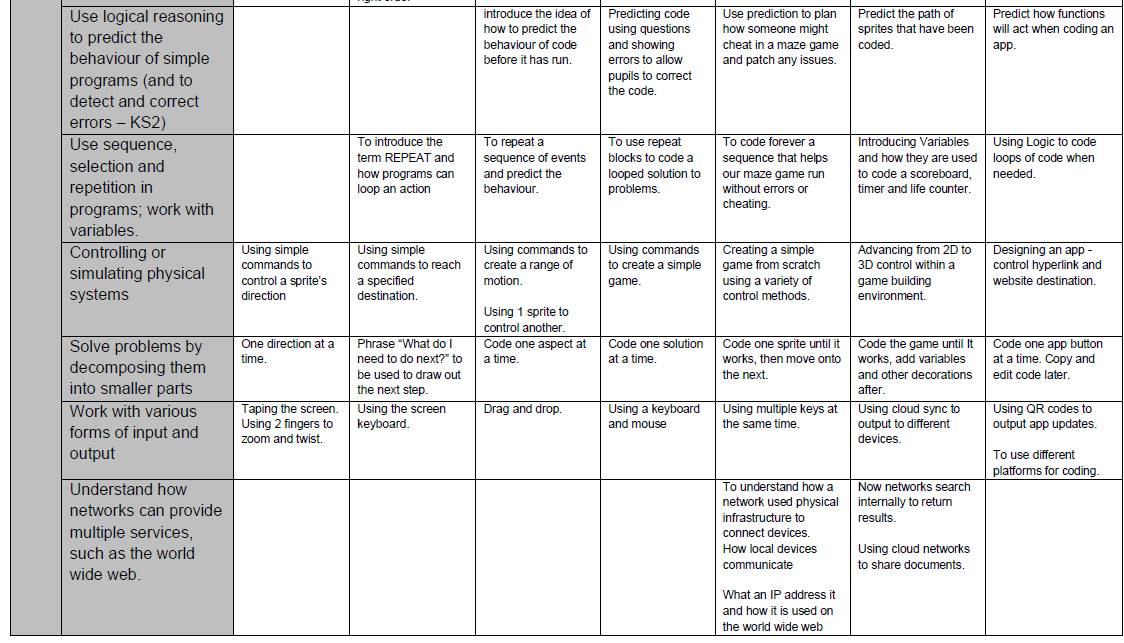 right order.
Use logical reasoning
to predict the
behaviour of simple
programs (and to
detect and correct
errors – KS2)
introduce the idea of
how to predict the
behaviour of code
before it has run.
Predicting code
using questions
and showing
errors to allow
pupils to correct
the code.
Use prediction to plan
how someone might
cheat in a maze game
and patch any issues.
Predict the path of
sprites that have been
coded.
Predict how functions
will act when coding an
app.
Use sequence,
selection and
repetition in
programs; work with
variables.
To introduce the
term REPEAT and
how programs can
loop an action
To repeat a
sequence of events
and predict the
behaviour.
To use repeat
blocks to code a
looped solution to
problems.
To code forever a
sequence that helps
our maze game run
without errors or
cheating.
Introducing Variables
and how they are used
to code a scoreboard,
timer and life counter.
Using Logic to code
loops of code when
needed.
Controlling or
simulating physical
systems
Using simple
commands to
control a sprite's
direction
Using simple
commands to reach
a specified
destination.
Using commands to
create a range of
motion.
Using 1 sprite to
control another.
Using commands
to create a simple
game.
Creating a simple
game from scratch
using a variety of
control methods.
Advancing from 2D to
3D control within a
game building
environment.
Designing an app -
control hyperlink and
website destination.
Solve problems by
decomposing them
into smaller parts
One direction at a
time.
Phrase “What do I
need to do next?” to
be used to draw out
the next step.
Code one aspect at
a time.
Code one solution
at a time.
Code one sprite until it
works, then move onto
the next.
Code the game until It
works, add variables
and other decorations
after.
Code one app button
at a time. Copy and
edit code later.
Work with various
forms of input and
output
Taping the screen.
Using 2 fingers to
zoom and twist.
Using the screen
keyboard.
Drag and drop.
Using a keyboard
and mouse
Using multiple keys at
the same time.
Using cloud sync to
output to different
devices.
Using QR codes to
output app updates.
To use different
platforms for coding.
Understand how
networks can provide
multiple services,
such as the world
wide web.
To understand how a
network used physical
infrastructure to
connect devices.
How local devices
communicate
What an IP address it
and how it is used on
the world wide web
Now networks search
internally to return
results.
Using cloud networks
to share documents.